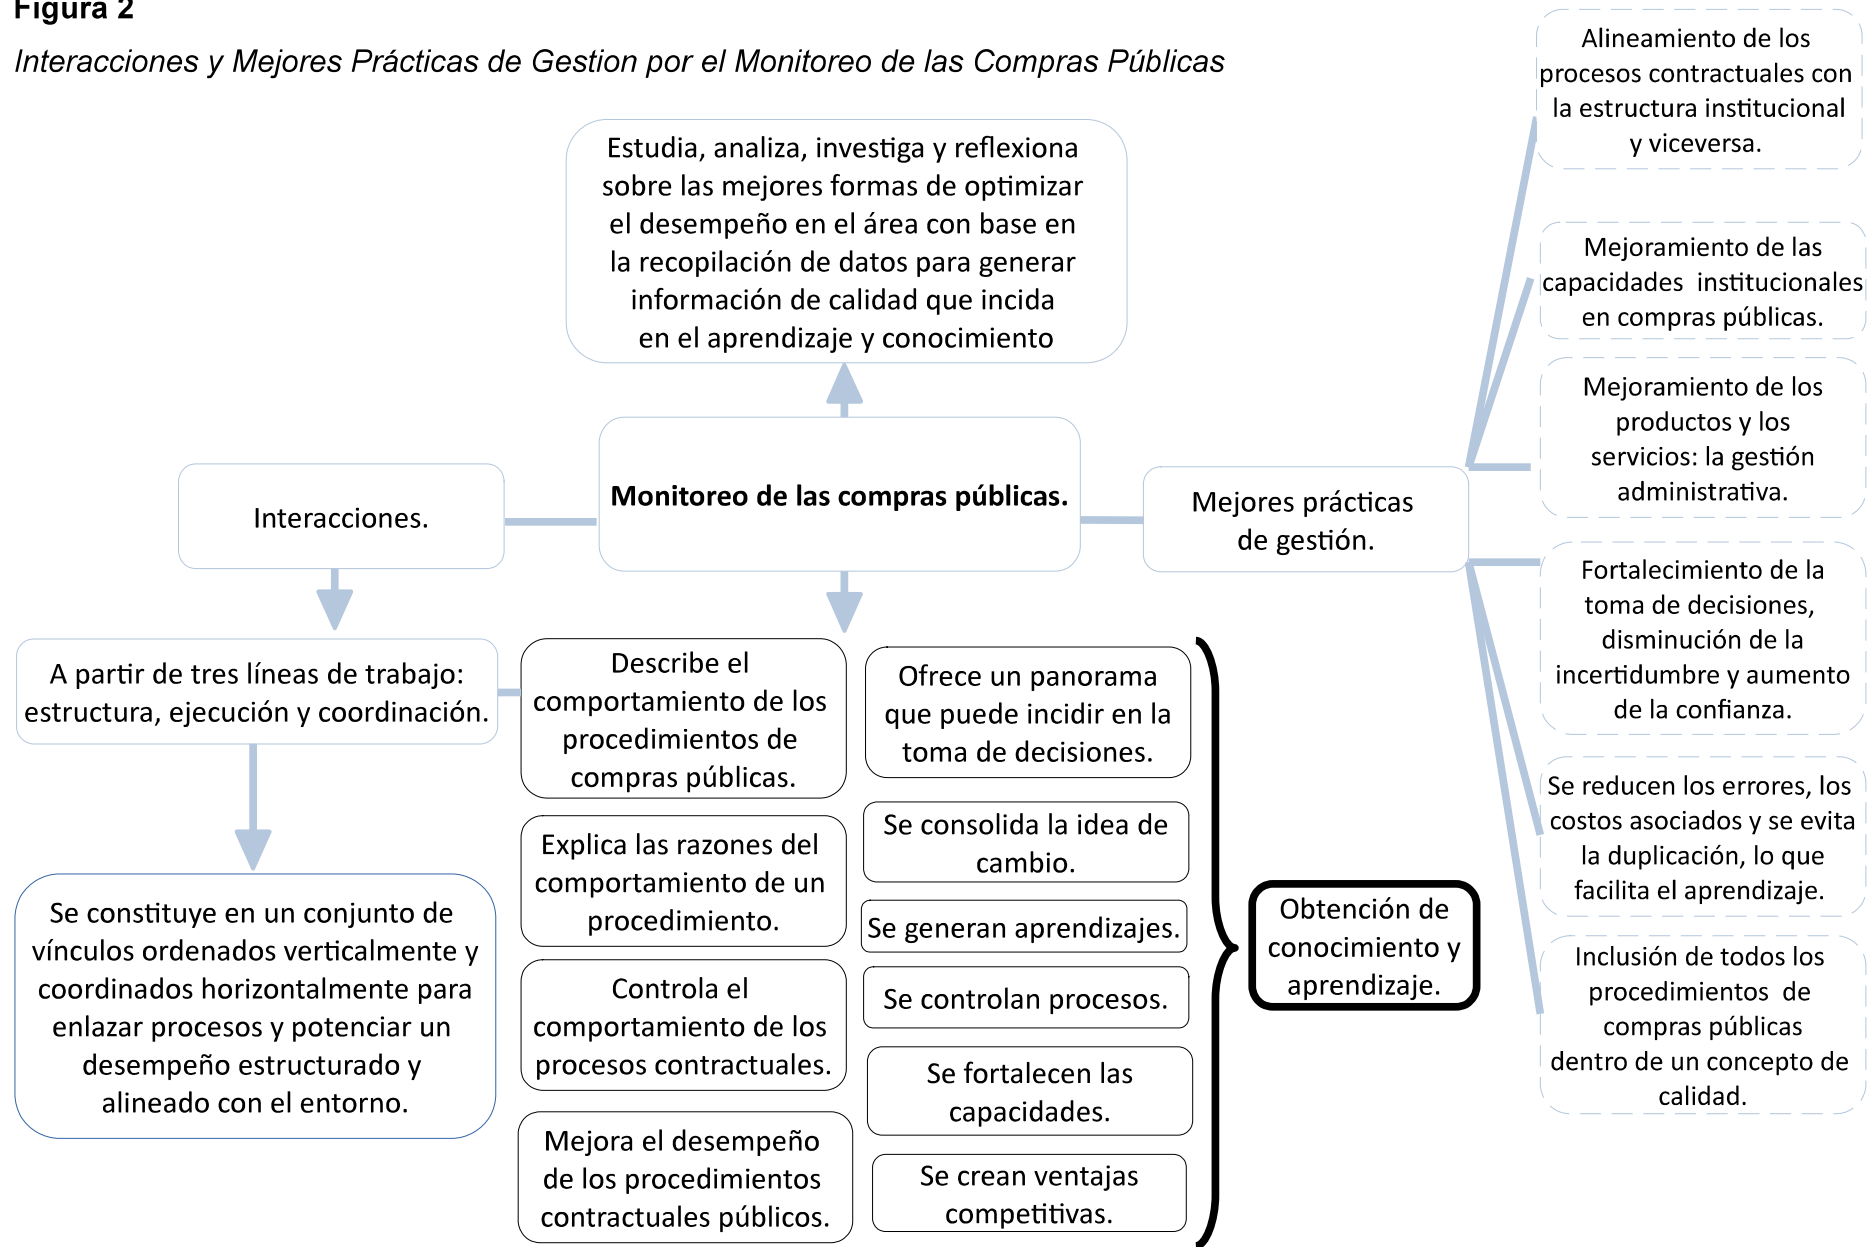 Figura 2
Interacciones y Mejores Prácticas de Gestion por el Monitoreo de las Compras Públicas
Estudia, analiza, investiga y reflexiona
sobre las mejores formas de optimizar
el desempeño en el área con base en
la recopilación de datos para generar
información de calidad que incida
en el aprendizaje y conocimiento
Monitoreo de las compras públicas.
Interacciones.
A partir de tres líneas de trabajo:
estructura, ejecución y coordinación.
Se constituye en un conjunto de
vínculos ordenados verticalmente y
coordinados horizontalmente para
enlazar procesos y potenciar un
desempeño estructurado y
alineado con el entorno.
Describe el
comportamiento de los
procedimientos de
compras públicas.
Explica las razones del
comportamiento de un
procedimiento.
Controla el
comportamiento de los
procesos contractuales.
Mejora el desempeño
de los procedimientos
contractuales públicos.
Ofrece un panorama
que puede incidir en la
toma de decisiones.
Se consolida la idea de
cambio.
Se generan aprendizajes.
Se controlan procesos.
Se fortalecen las
capacidades.
Se crean ventajas
competitivas.
Obtención de
conocimiento y
aprendizaje.
Mejores prácticas
de gestión.
Alineamiento de los
procesos contractuales con
la estructura institucional
y viceversa.
Mejoramiento de las
capacidades institucionales
en compras públicas.
Mejoramiento de los
productos y los
servicios: la gestión
administrativa.
Fortalecimiento de la
toma de decisiones,
disminución de la
incertidumbre y aumento
de la confianza.
Se reducen los errores, los
costos asociados y se evita
la duplicación, lo que
facilita el aprendizaje.
Inclusión de todos los
procedimientos de
compras públicas
dentro de un concepto de
calidad.